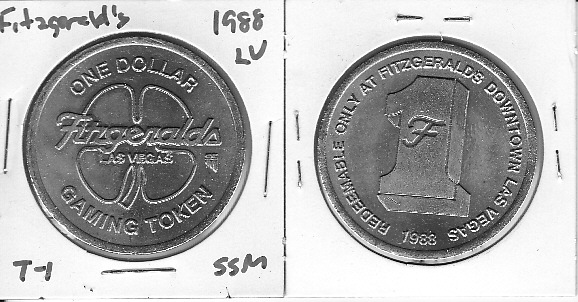 Fitzgerald's 1988
LV
ONE DOLLAR
Fitzgeralds
LAS VEGAS
GAMING TOKEN
T-1 SSM
REDEEMABLE ONLY AT FITZGERALDS DOWNTOWN LAS VEGAS
1
F
1988